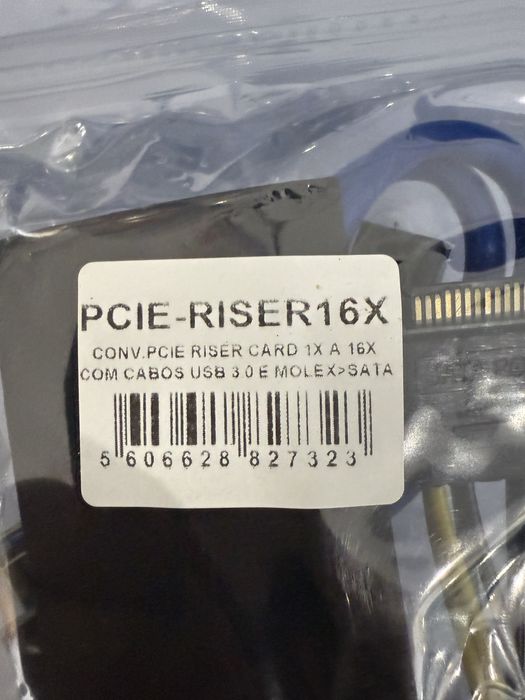 PCIE-RISER16X
CONV.PCIE RISER CARD 1X A 16X
COM CABOS USB 3.0 E MOLEX>SATA
5 606628 827323